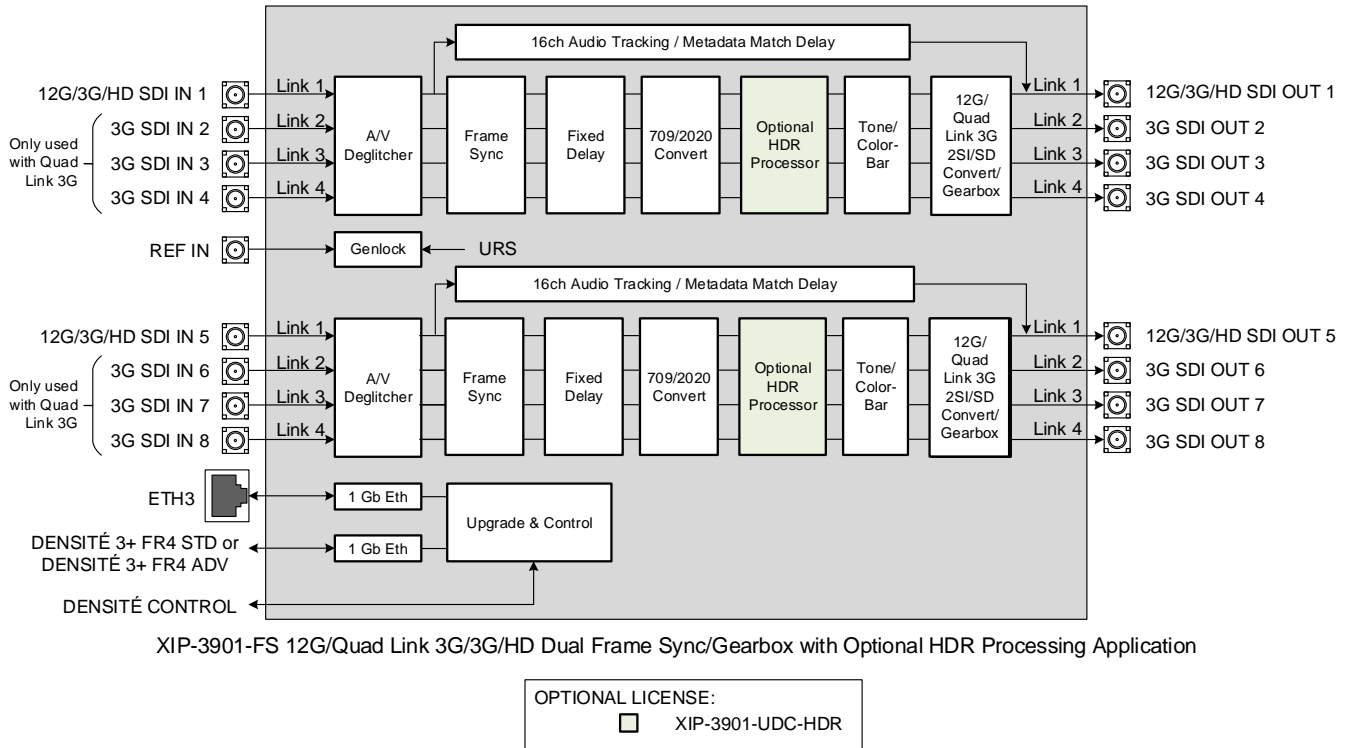 16ch Audio Tracking / Metadata Match Delay
12G/3G/HD SDI IN 1
Link 1
Link 1
12G/3G/HD SDI OUT 1
Only used
with Quad
Link 3G
3G SDI IN 2
Link 2
Link 2
3G SDI OUT 2
3G SDI IN 3
Link 3
Link 3
3G SDI OUT 3
3G SDI IN 4
Link 4
Link 4
3G SDI OUT 4
A/V
Deglitcher
Frame
Sync
Fixed
Delay
709/2020
Convert
Optional
HDR
Processor
Tone/
Color-
Bar
12G/
Quad
Link 3G
2SI/SD
Convert/
Gearbox
REF IN
Genlock
URS
16ch Audio Tracking / Metadata Match Delay
12G/3G/HD SDI IN 5
Link 1
Link 1
12G/3G/HD SDI OUT 5
Only used
with Quad
Link 3G
3G SDI IN 6
Link 2
Link 2
3G SDI OUT 6
3G SDI IN 7
Link 3
Link 3
3G SDI OUT 7
3G SDI IN 8
Link 4
Link 4
3G SDI OUT 8
A/V
Deglitcher
Frame
Sync
Fixed
Delay
709/2020
Convert
Optional
HDR
Processor
Tone/
Color-
Bar
12G/
Quad
Link 3G
2SI/SD
Convert/
Gearbox
ETH3
1 Gb Eth
Upgrade & Control
DENSITÉ 3+ FR4 STD or
DENSITÉ 3+ FR4 ADV
1 Gb Eth
DENSITÉ CONTROL
XIP-3901-FS 12G/Quad Link 3G/3G/HD Dual Frame Sync/Gearbox with Optional HDR Processing Application
OPTIONAL LICENSE:
XIP-3901-UDC-HDR